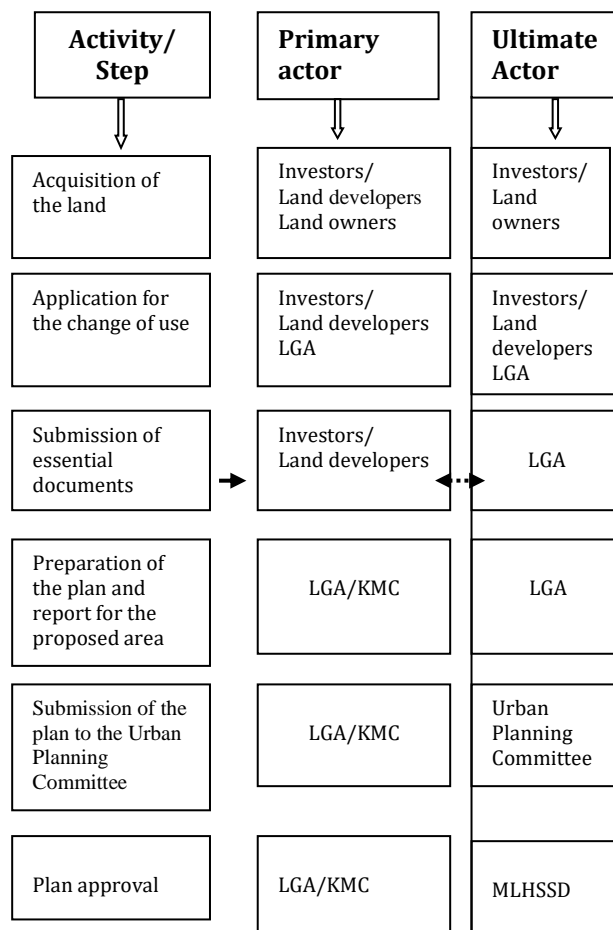 Activity/
Step
Primary
actor
Ultimate
Actor
Acquisition of
the land
Investors/
Land developers
Land owners
Investors/
Land
owners
Application for
the change of use
Investors/
Land developers
LGA
Investors/
Land
developers
LGA
Submission of
essential
documents
Investors/
Land developers
LGA
Preparation of
the plan and
report for the
proposed area
LGA/KMC
LGA
Submission of the
plan to the Urban
Planning
Committee
LGA/KMC
Urban
Planning
Committee
Plan approval
LGA/KMC
MLHSSD